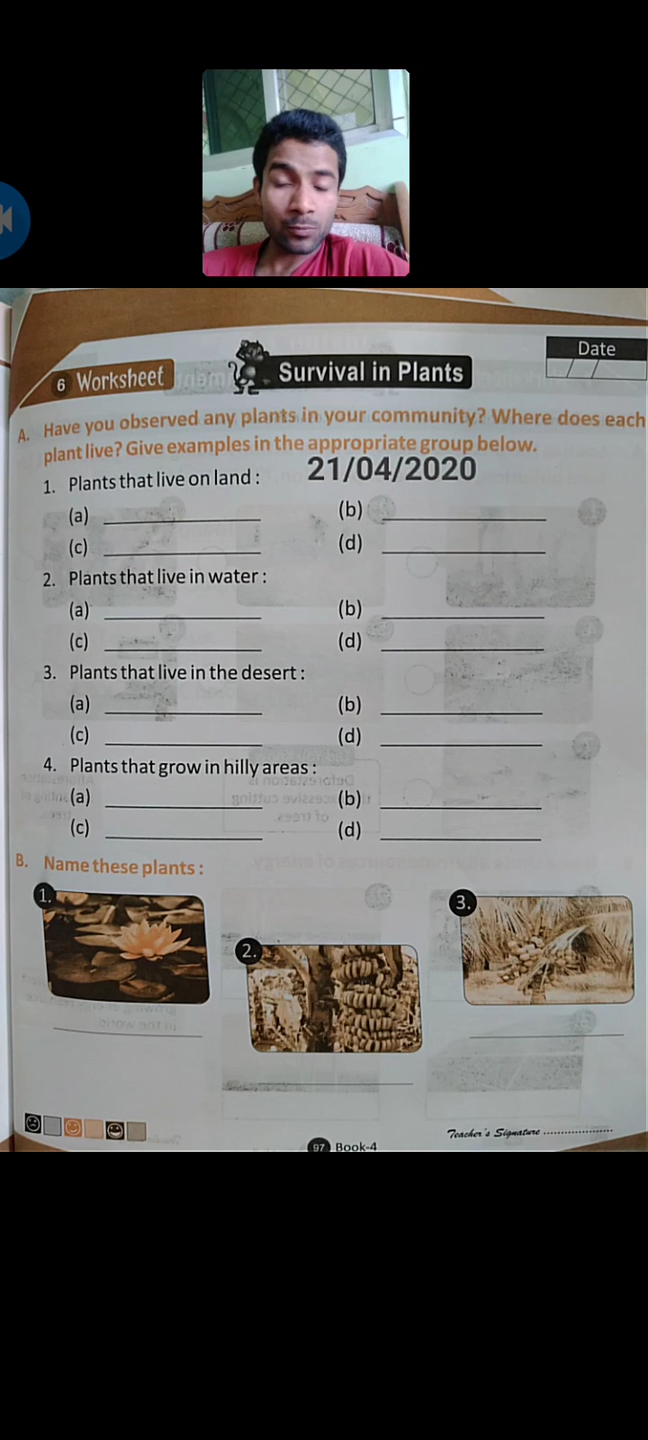 6 Worksheet
Survival in Plants
Date
A. Have you observed any plants in your community? Where does each
plant live? Give examples in the appropriate group below.
21/04/2020
1. Plants that live on land :
(a) (b)
(c) (d)
2. Plants that live in water :
(a) (b)
(c) (d)
3. Plants that live in the desert :
(a) (b)
(c) (d)
4. Plants that grow in hilly areas :
(a) (b)
(c) (d)
B. Name these plants :
1.
2.
3.
Teacher's Signature
97 Book-4